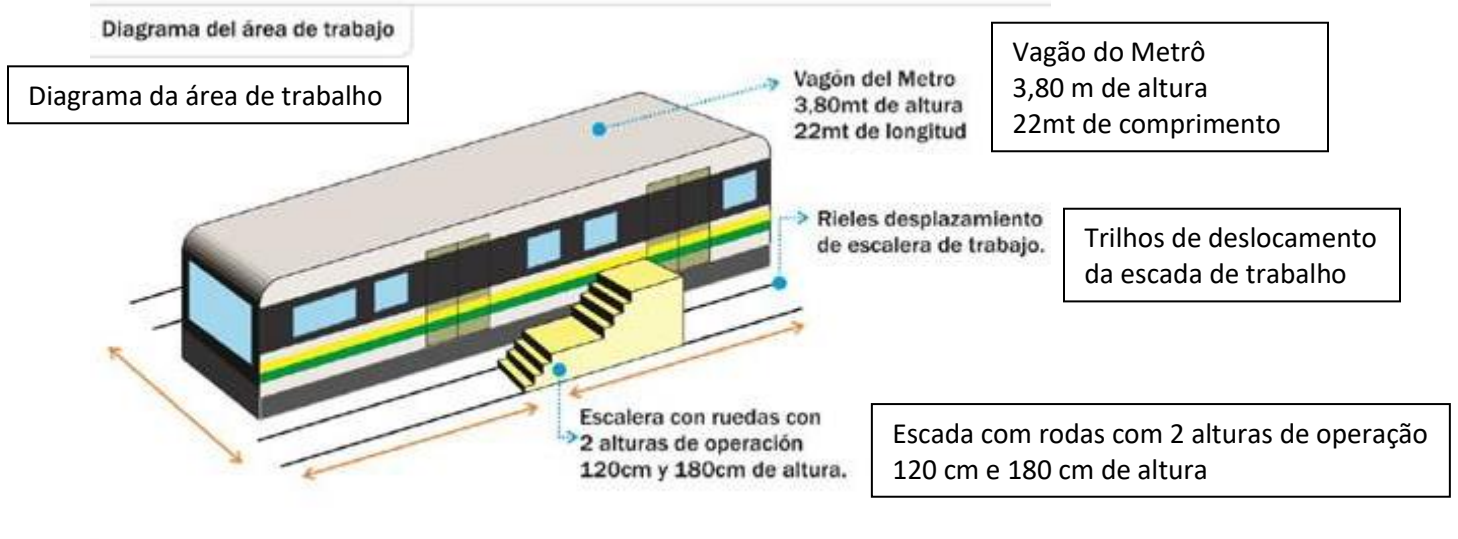 Diagrama del área de trabajo
Diagrama da área de trabalho
Vagón del Metro
3,80mt de altura
22mt de longitud
Vagão do Metrô
3,80 m de altura
22mt de comprimento
Rieles desplazamiento
de escalera de trabajo.
Trilhos de deslocamento
da escada de trabalho
Escalera con ruedas con
2 alturas de operación
120cm y 180cm de altura.
Escada com rodas com 2 alturas de operação
120 cm e 180 cm de altura